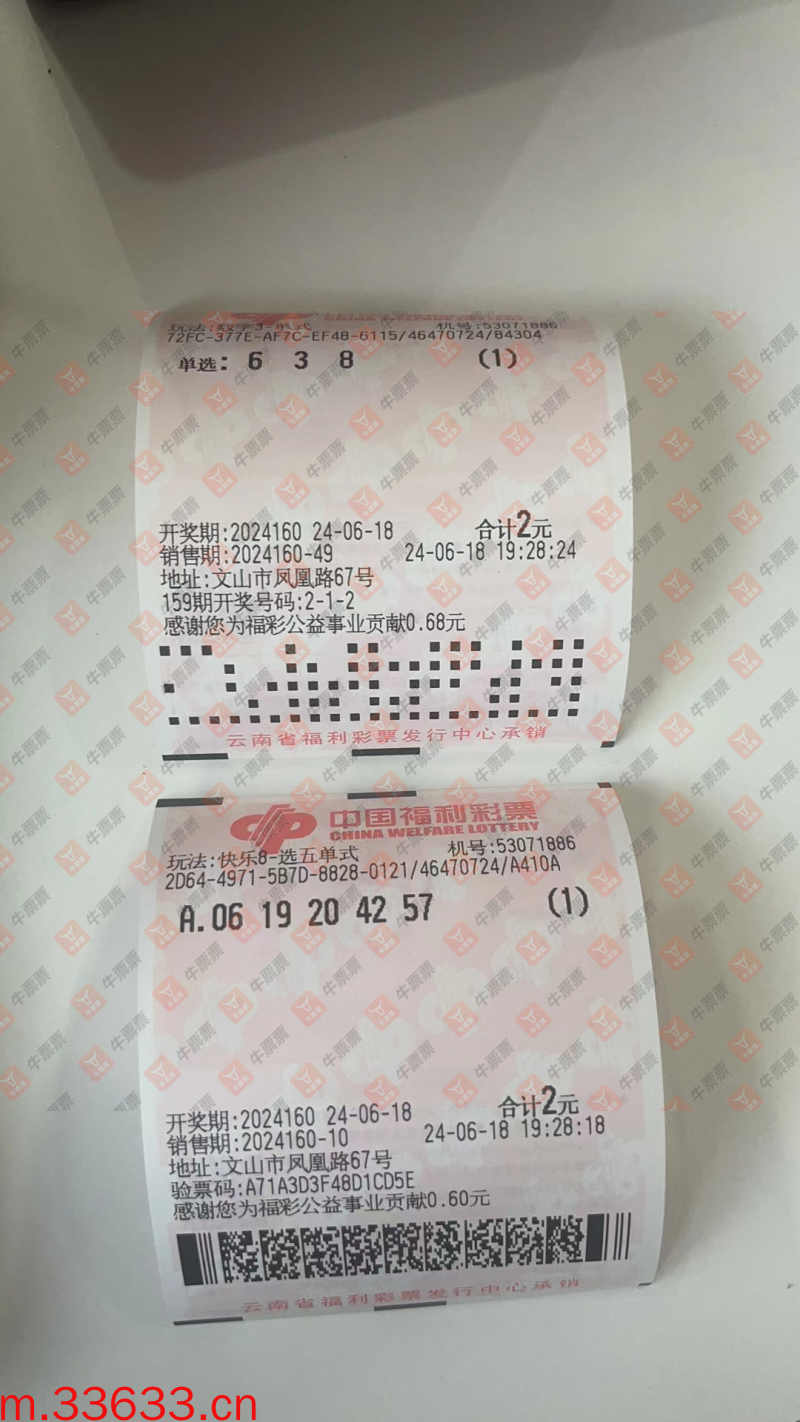 玩法:数字3-单式 机号:53071886
72FC-377E-AF7C-EF48-6115/46470724/84304
单选: 6 3 8 (1)
开奖期:2024160 24-06-18 合计2元
销售期:2024160-49 24-06-18 19:28:24
地址:文山市凤凰路67号
159期开奖号码:2-1-2
感谢您为福彩公益事业贡献0.68元
云南省福利彩票发行中心承销
中国福利彩票
CHINA WELFARE LOTTERY
玩法:快乐8-选五单式 机号:53071886
2D64-4971-5B7D-8828-0121/46470724/A410A
A.06 19 20 42 57 (1)
开奖期:2024160 24-06-18 合计2元
销售期:2024160-10 24-06-18 19:28:18
地址:文山市凤凰路67号
验票码:A71A3D3F48D1CD5E
感谢您为福彩公益事业贡献0.60元
云南省福利彩票发行中心承销
牛票票
m.33633.cn